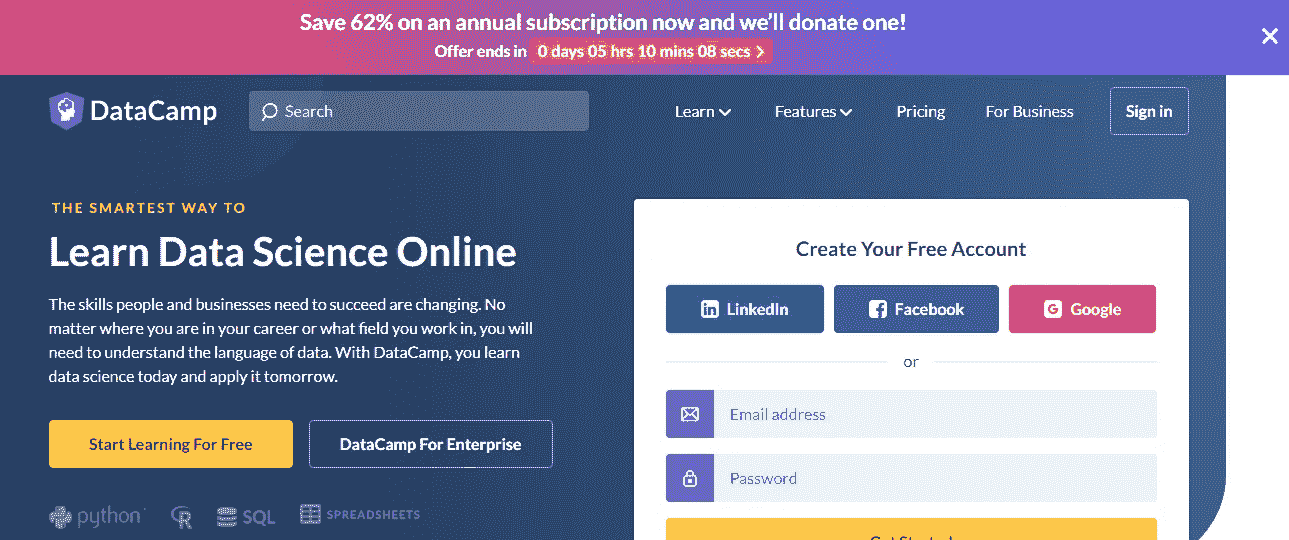 Save 62% on an annual subscription now and we'll donate one!
Offer ends in 0 days 05 hrs 10 mins 08 secs
DataCamp
Search
Learn
Features
Pricing
For Business
Sign in
THE SMARTEST WAY TO
Learn Data Science Online
The skills people and businesses need to succeed are changing. No
matter where you are in your career or what field you work in, you will
need to understand the language of data. With DataCamp, you learn
data science today and apply it tomorrow.
Start Learning For Free
DataCamp For Enterprise
python
R
SQL
SPREADSHEETS
Create Your Free Account
LinkedIn
Facebook
Google
or
Email address
Password